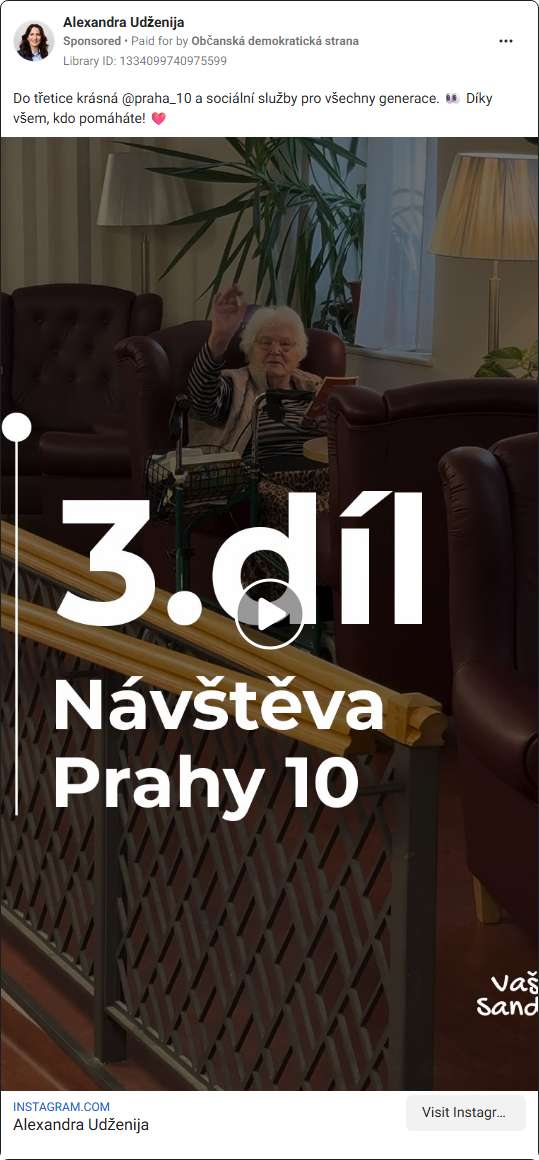 Alexandra Udženija
Sponsored • Paid for by Občanská demokratická strana
Library ID: 1334099740975599
Do třetice krásná @praha_10 a sociální služby pro všechny generace. 👀 Díky
všem, kdo pomáháte! 💖
3.díl
Návštěva
Prahy 10
Vaš
Sand
INSTAGRAM.COM
Alexandra Udženija
Visit Instagr...